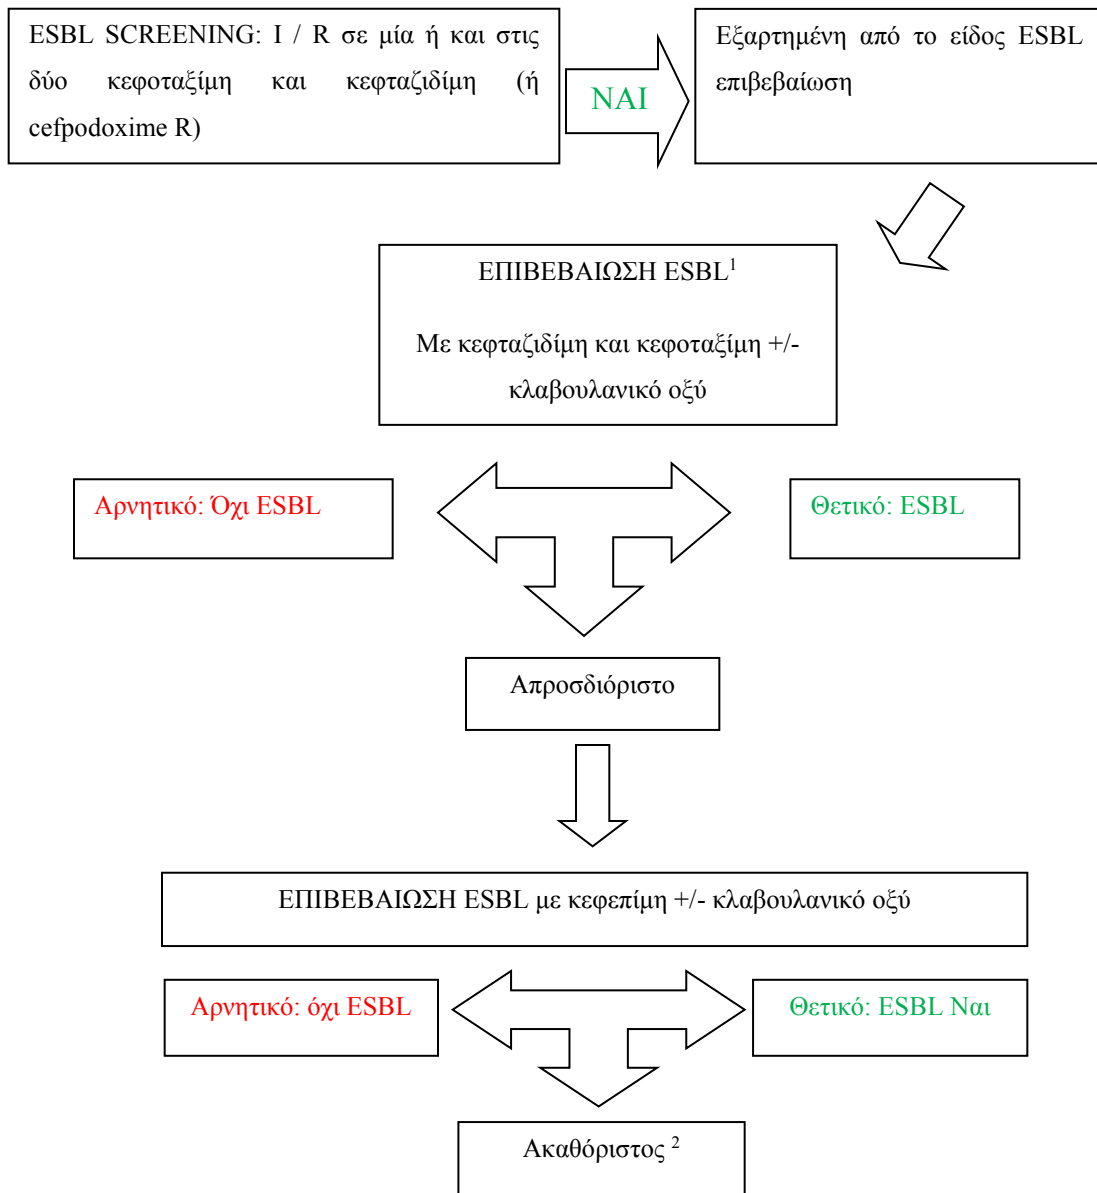 ESBL SCREENING: I / R σε μία ή και στις
δύο κεφοταξίμη και κεφταζιδίμη (ή
cefpodoxime R)
ΝΑΙ
Εξαρτημένη από το είδος ESBL
επιβεβαίωση
ΕΠΙΒΕΒΑΙΩΣΗ ESBL1
Με κεφταζιδίμη και κεφοταξίμη +/-
κλαβουλανικό οξύ
Αρνητικό: Όχι ESBL
Θετικό: ESBL
Απροσδιόριστο
ΕΠΙΒΕΒΑΙΩΣΗ ESBL με κεφεπίμη +/- κλαβουλανικό οξύ
Αρνητικό: όχι ESBL
Θετικό: ESBL Ναι
Ακαθόριστος 2